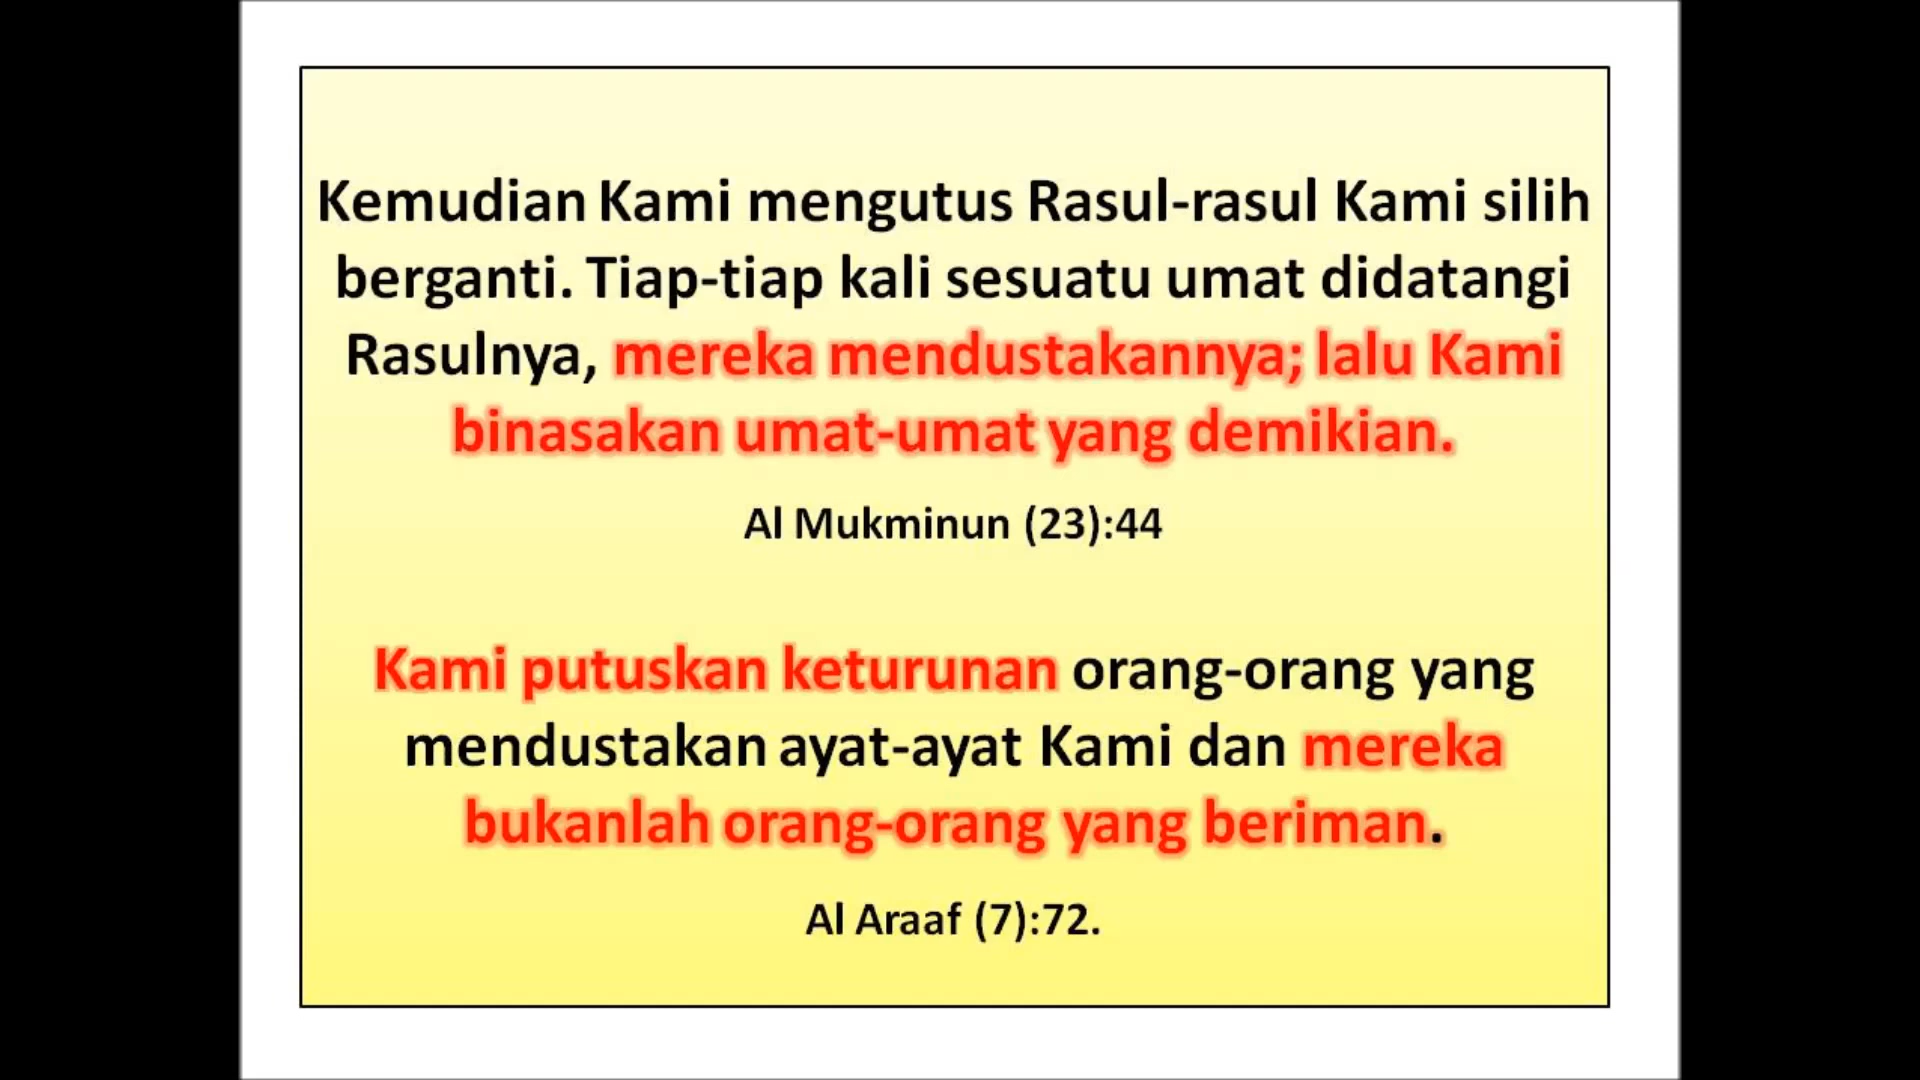 Kemudian Kami mengutus Rasul-rasul Kami silih
berganti. Tiap-tiap kali sesuatu umat didatangi
Rasulnya, mereka mendustakannya; lalu Kami
binasakan umat-umat yang demikian.
Al Mukminun (23):44
Kami putuskan keturunan orang-orang yang
mendustakan ayat-ayat Kami dan mereka
bukanlah orang-orang yang beriman.
Al Araaf (7):72.